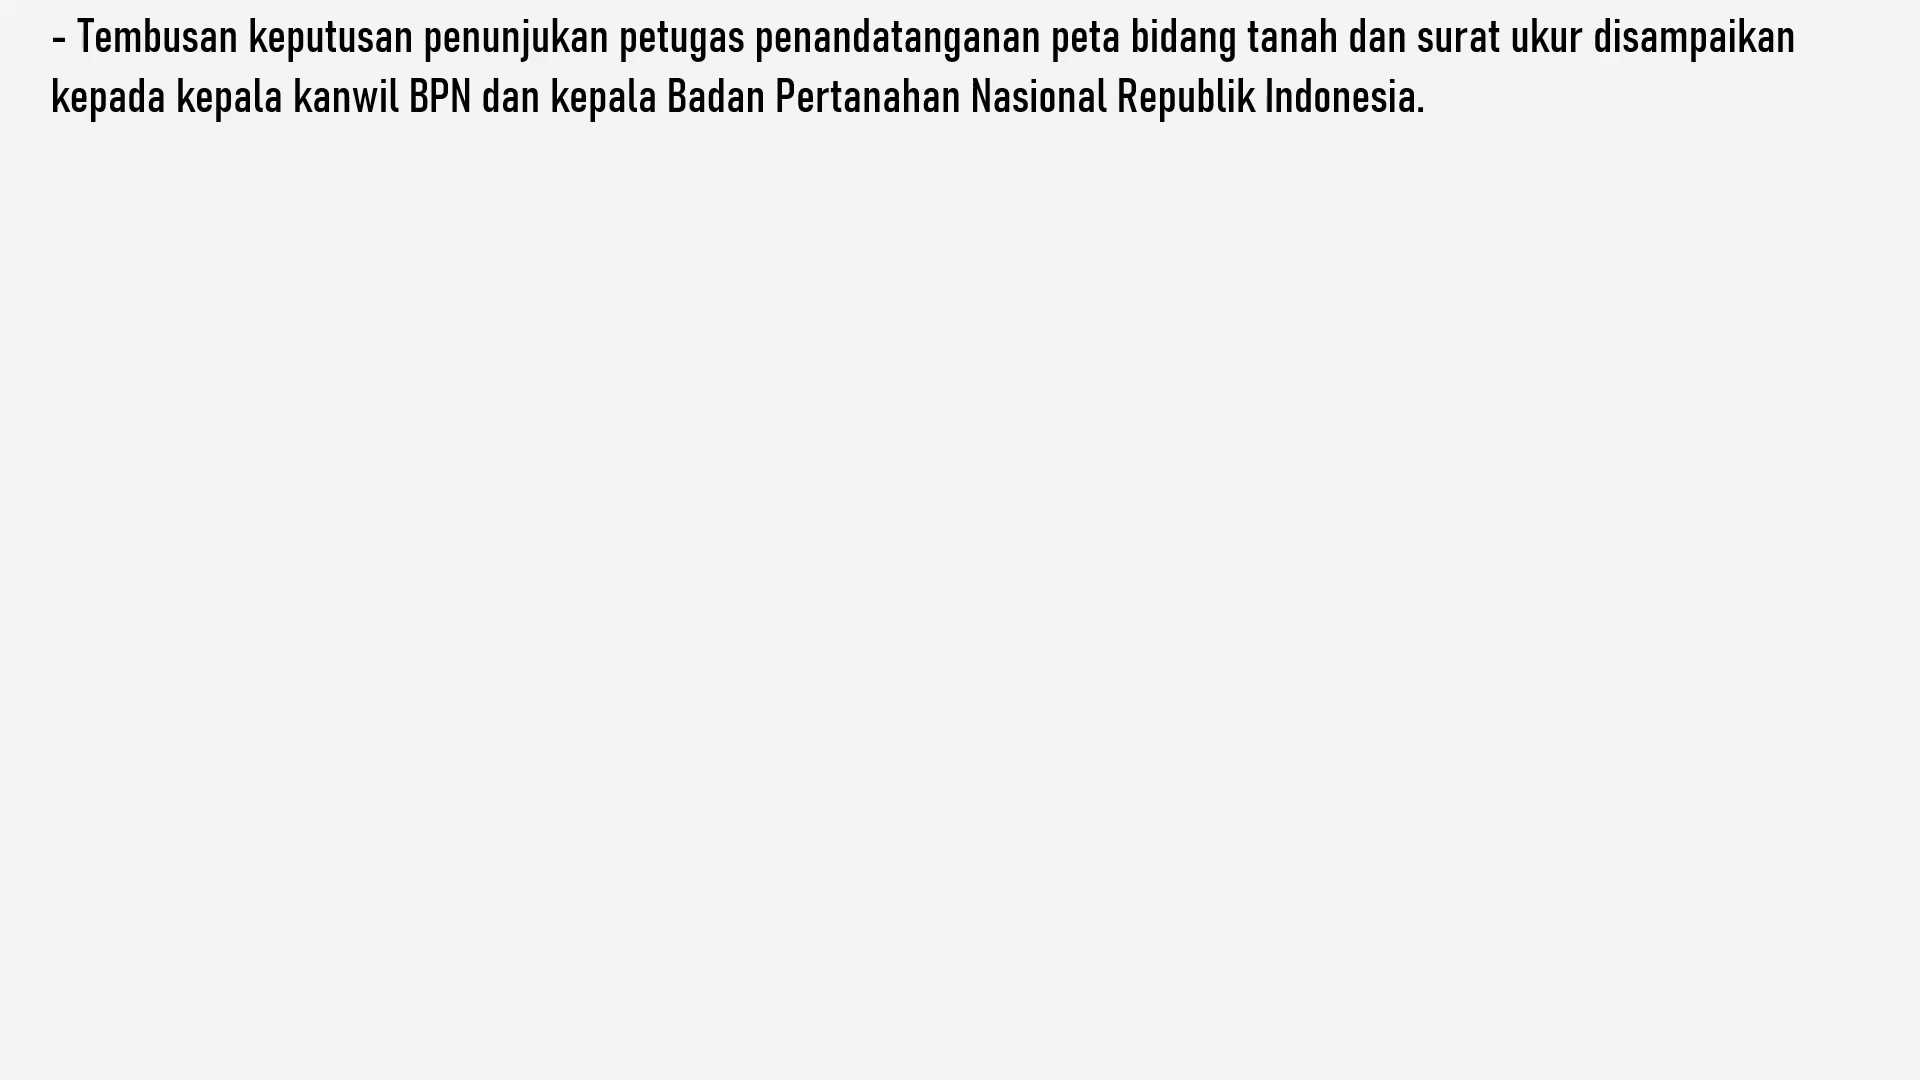 - Tembusan keputusan penunjukan petugas penandatanganan peta bidang tanah dan surat ukur disampaikan
kepada kepala kanwil BPN dan kepala Badan Pertanahan Nasional Republik Indonesia.